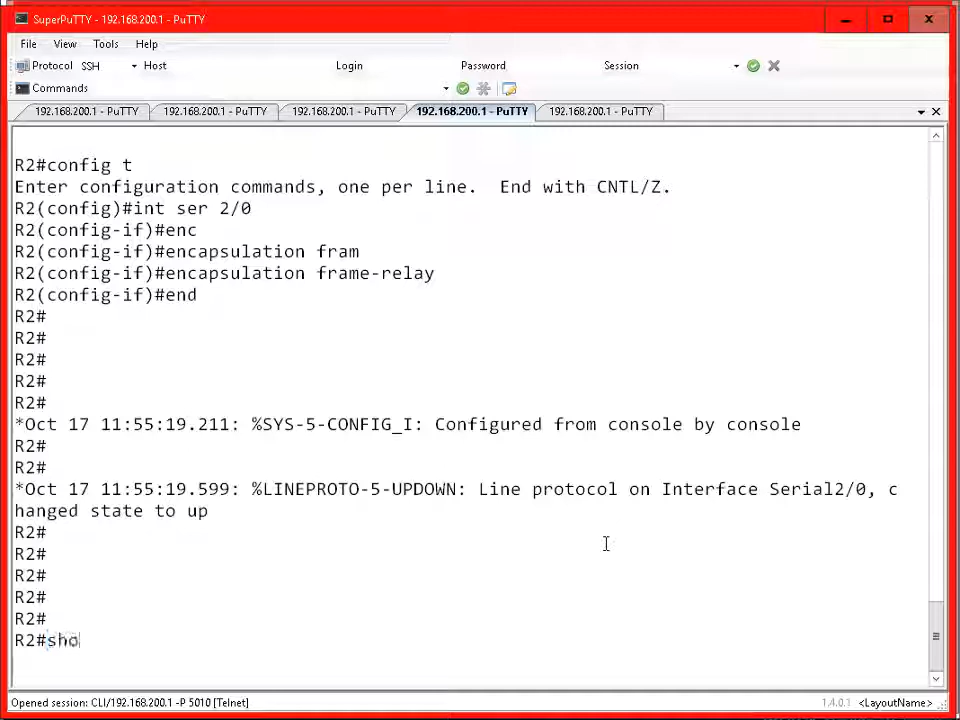 SuperPuTTY - 192.168.200.1 - PuTTY
File View Tools Help
Protocol SSH Host Login Password Session
Commands
192.168.200.1 - PuTTY 192.168.200.1 - PuTTY 192.168.200.1 - PuTTY 192.168.200.1 - PuTTY 192.168.200.1 - PuTTY
R2#config t
Enter configuration commands, one per line.  End with CNTL/Z.
R2(config)#int ser 2/0
R2(config-if)#enc
R2(config-if)#encapsulation fram
R2(config-if)#encapsulation frame-relay
R2(config-if)#end
R2#
R2#
R2#
R2#
R2#
*Oct 17 11:55:19.211: %SYS-5-CONFIG_I: Configured from console by console
R2#
R2#
*Oct 17 11:55:19.599: %LINEPROTO-5-UPDOWN: Line protocol on Interface Serial2/0, c
hanged state to up
R2#
R2#
R2#
R2#
R2#
R2#sho
Opened session: CLI/192.168.200.1 -P 5010 [Telnet] 1.4.0.1 <LayoutName>